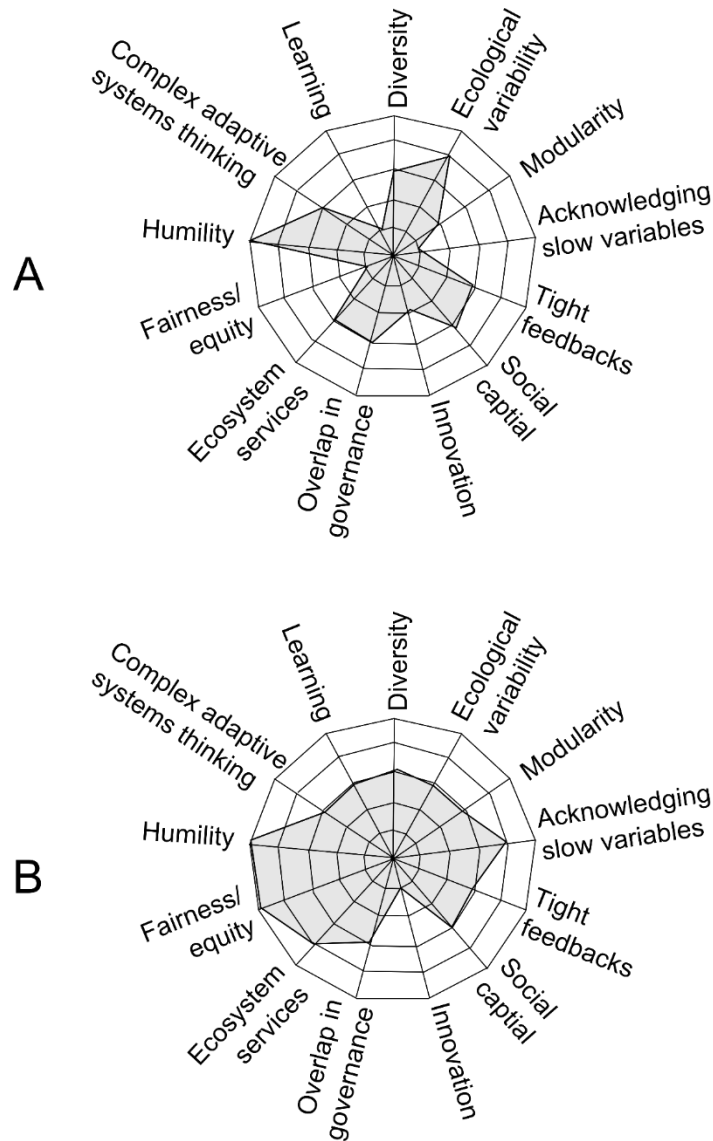 A
Diversity
Ecological
variability
Modularity
Acknowledging
slow variables
Tight
feedbacks
Social
captial
Innovation
Overlap in
governance
Ecosystem
services
Fairness/
equity
Humility
Complex adaptive
systems thinking
Learning
B
Diversity
Ecological
variability
Modularity
Acknowledging
slow variables
Tight
feedbacks
Social
captial
Innovation
Overlap in
governance
Ecosystem
services
Fairness/
equity
Humility
Complex adaptive
systems thinking
Learning